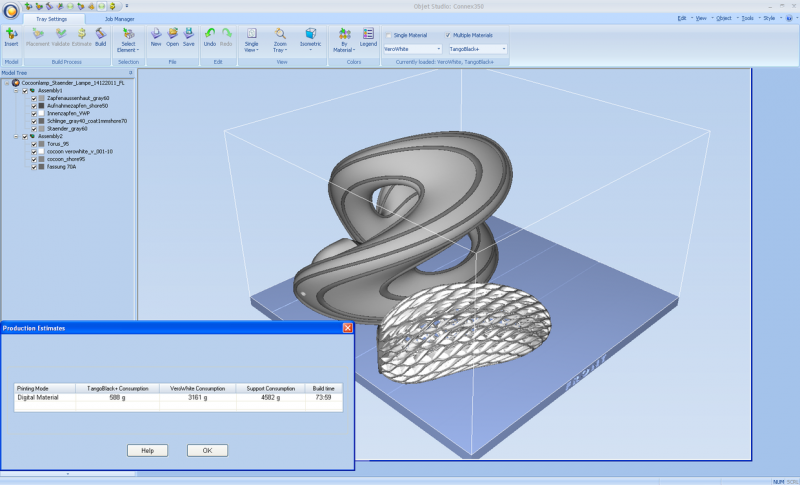 Objet Studio: Connex350
Tray Settings Job Manager
Edit View Object Tools Style
Insert Placement Validate Estimate Build Select Element New Open Save Undo Redo Single View Zoom Tray Isometric By Material Legend
Single Material Multiple Materials
VeroWhite TangoBlack+
Model Build Process Selection File Edit View Colors Currently loaded: VeroWhite, TangoBlack+
Model Tree
Cocoonlamp_Staender_Lampe_14122011_FL
Assembly1
Zapfenaussenhaut_gray60
Aufnahmezapfen_shore50
Innenzapfen_VWP
Schlinge_gray40_coat1mmshore70
Staender_gray60
Assembly2
Torus_95
cocoon verowhite_v_001-10
cocoon_shore95
fassung 70A
Production Estimates
Printing Mode TangoBlack+ Consumption VeroWhite Consumption Support Consumption Build time
Digital Material 588 g 3161 g 4582 g 73:59
Help OK
NUM SCRL